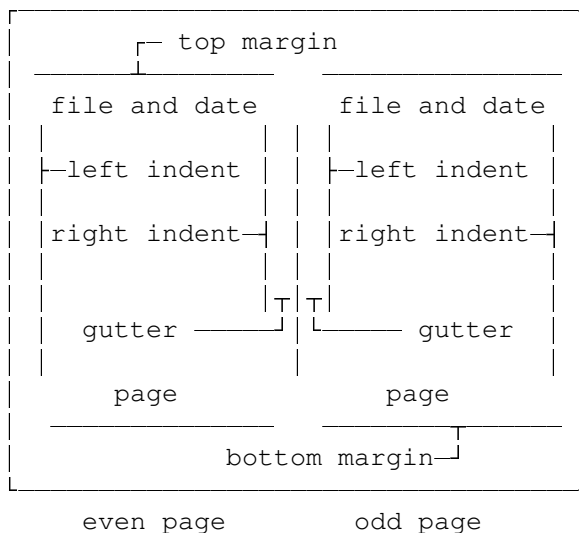 top margin
file and date file and date
left indent left indent
right indent right indent
gutter gutter
page page
bottom margin
even page odd page